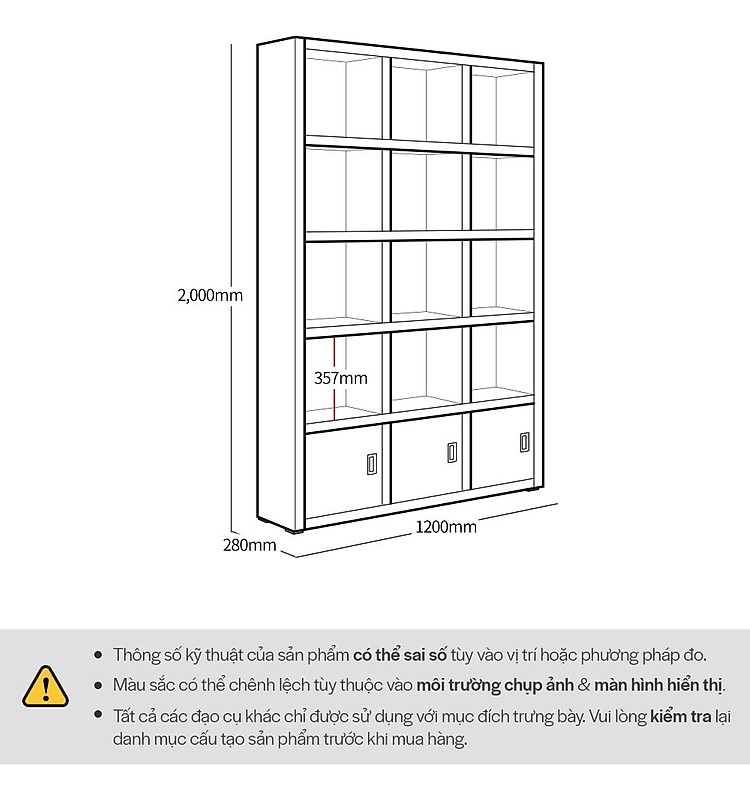 2,000mm
357mm
1200mm
280mm
• Thông số kỹ thuật của sản phẩm có thể sai số tùy vào vị trí hoặc phương pháp đo.
• Màu sắc có thể chênh lệch tùy thuộc vào môi trường chụp ảnh & màn hình hiển thị.
• Tất cả các đạo cụ khác chỉ được sử dụng với mục đích trưng bày. Vui lòng kiểm tra lại
danh mục cấu tạo sản phẩm trước khi mua hàng.